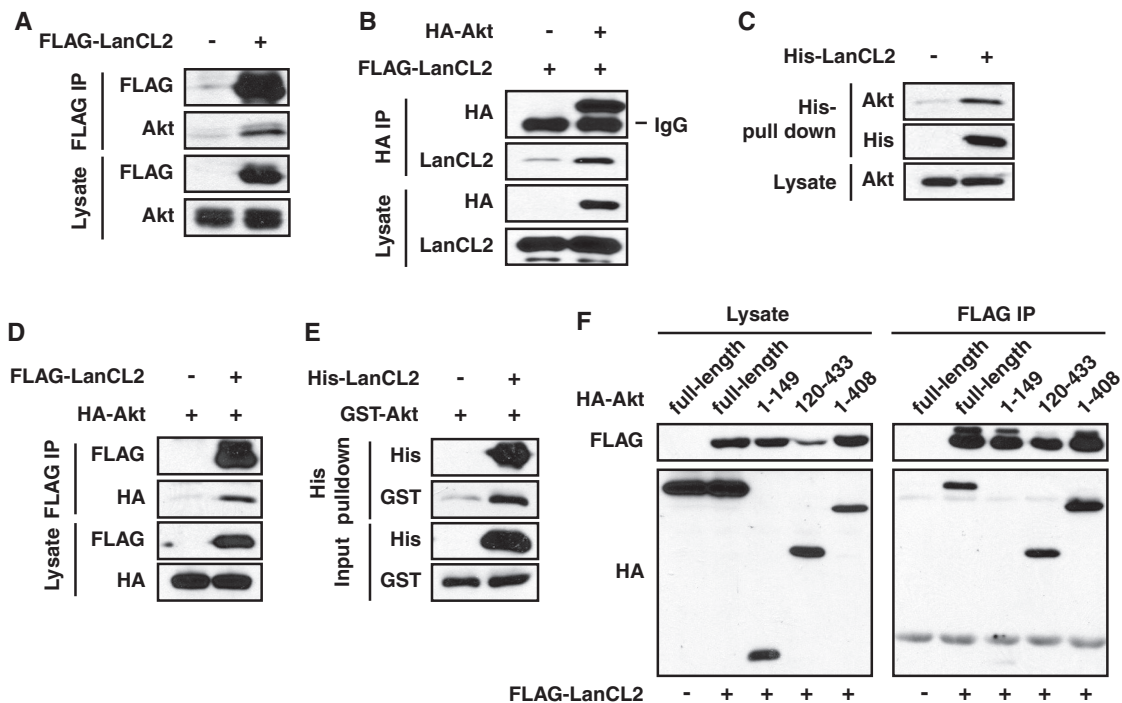 A
FLAG-LanCL2 - +
FLAG IP
FLAG
Akt
Lysate
FLAG
Akt
B
HA-Akt - +
FLAG-LanCL2 + +
HA IP
HA
– IgG
LanCL2
Lysate
HA
LanCL2
C
His-LanCL2 - +
His-
pull down
Akt
His
Lysate
Akt
D
FLAG-LanCL2 - +
HA-Akt + +
FLAG IP
FLAG
HA
Lysate
FLAG
HA
E
His-LanCL2 - +
GST-Akt + +
His
pulldown
His
GST
Input
His
GST
F
Lysate FLAG IP
HA-Akt full-length full-length 1-149 120-433 1-408 full-length full-length 1-149 120-433 1-408
FLAG
HA
FLAG-LanCL2 - + + + + - + + + +